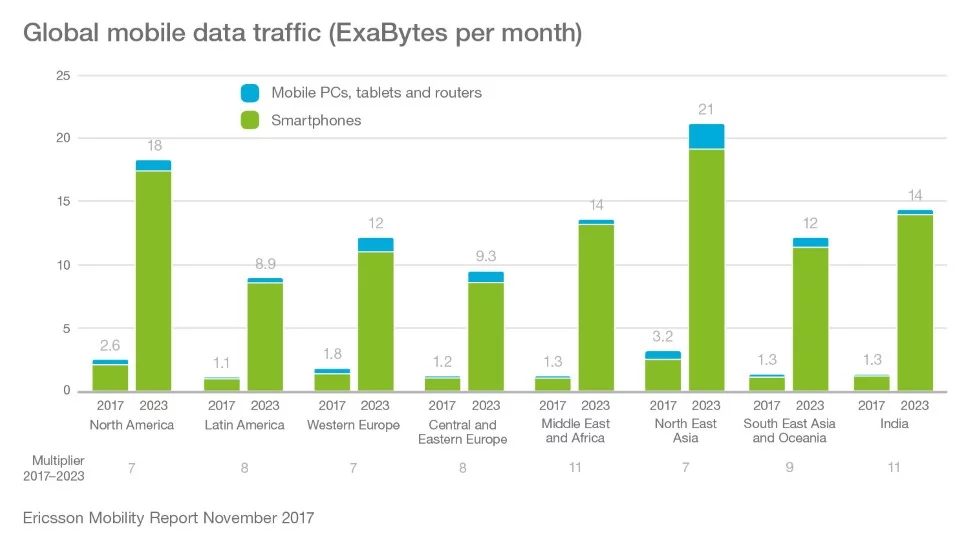 Global mobile data traffic (ExaBytes per month)
25
Mobile PCs, tablets and routers
Smartphones
21
20
18
15
14
14
12
12
10
8.9
9.3
5
2.6
1.1
1.8
1.2
1.3
3.2
1.3
1.3
0
2017 2023 2017 2023 2017 2023 2017 2023 2017 2023 2017 2023 2017 2023 2017 2023
North America Latin America Western Europe Central and Middle East North East South East Asia India
Eastern Europe and Africa Asia and Oceania
Multiplier
2017–2023
7 8 7 8 11 7 9 11
Ericsson Mobility Report November 2017